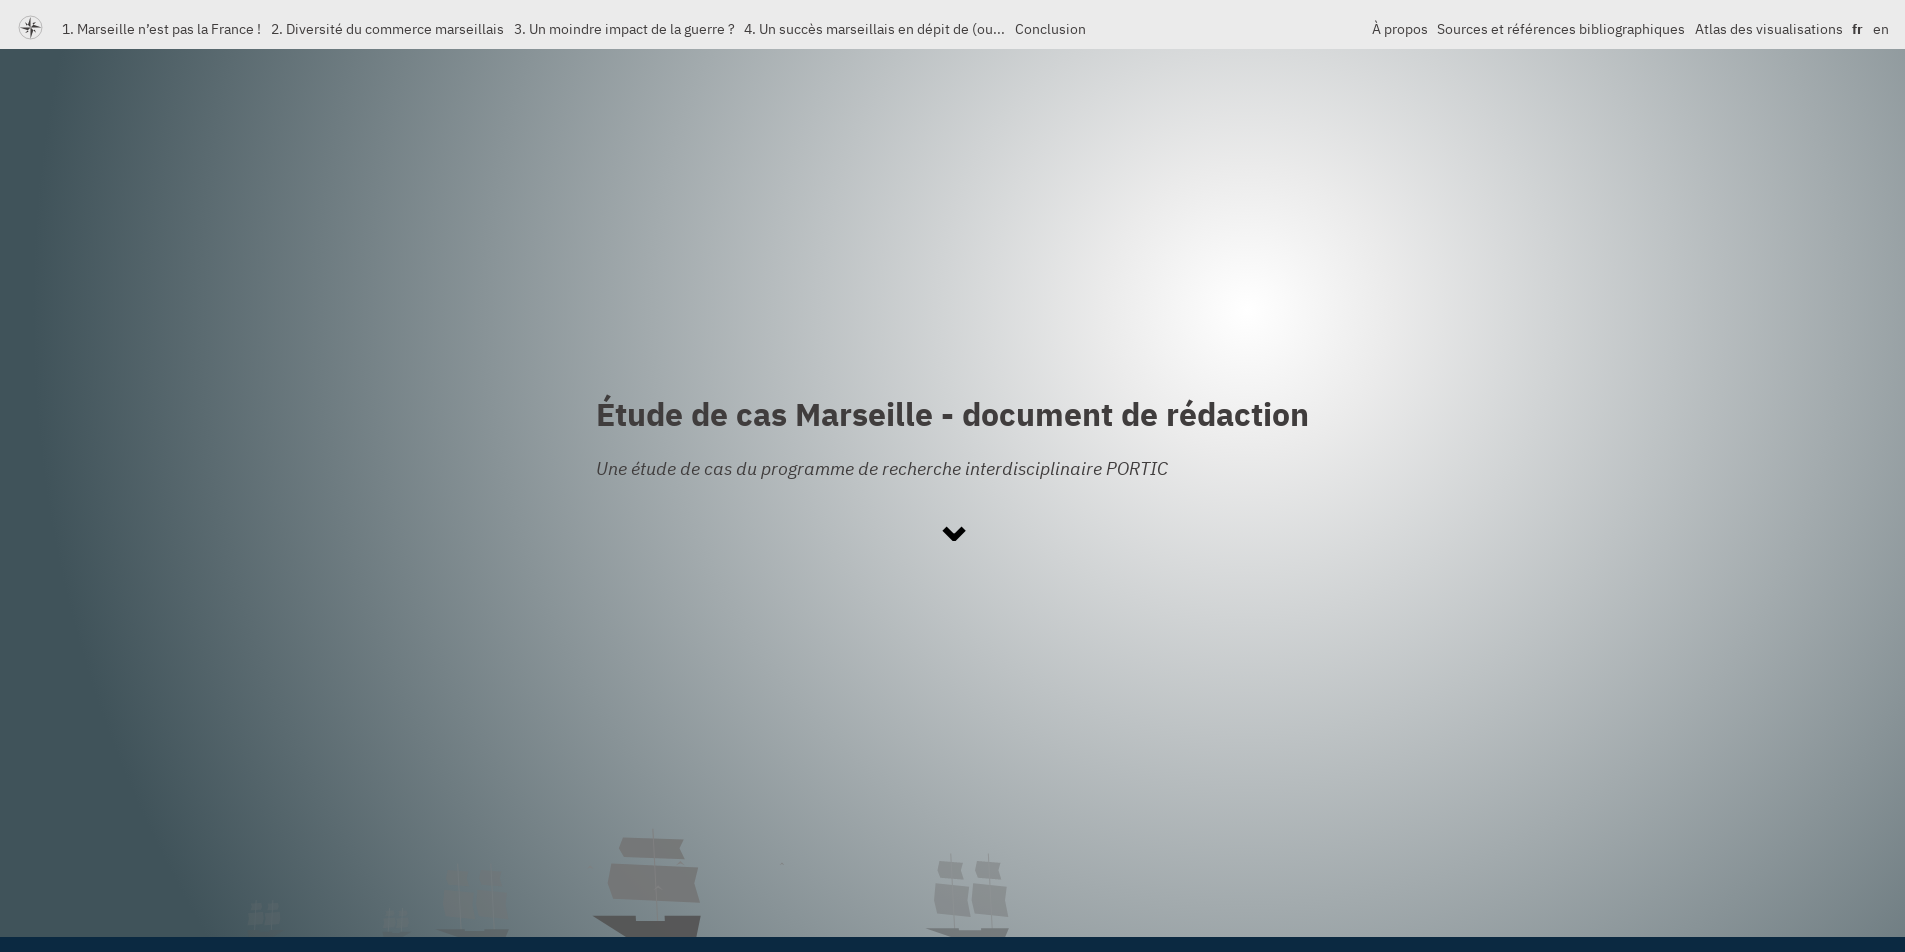 1. Marseille n’est pas la France ! 2. Diversité du commerce marseillais 3. Un moindre impact de la guerre ? 4. Un succès marseillais en dépit de (ou... Conclusion À propos Sources et références bibliographiques Atlas des visualisations fr en
Étude de cas Marseille - document de rédaction
Une étude de cas du programme de recherche interdisciplinaire PORTIC